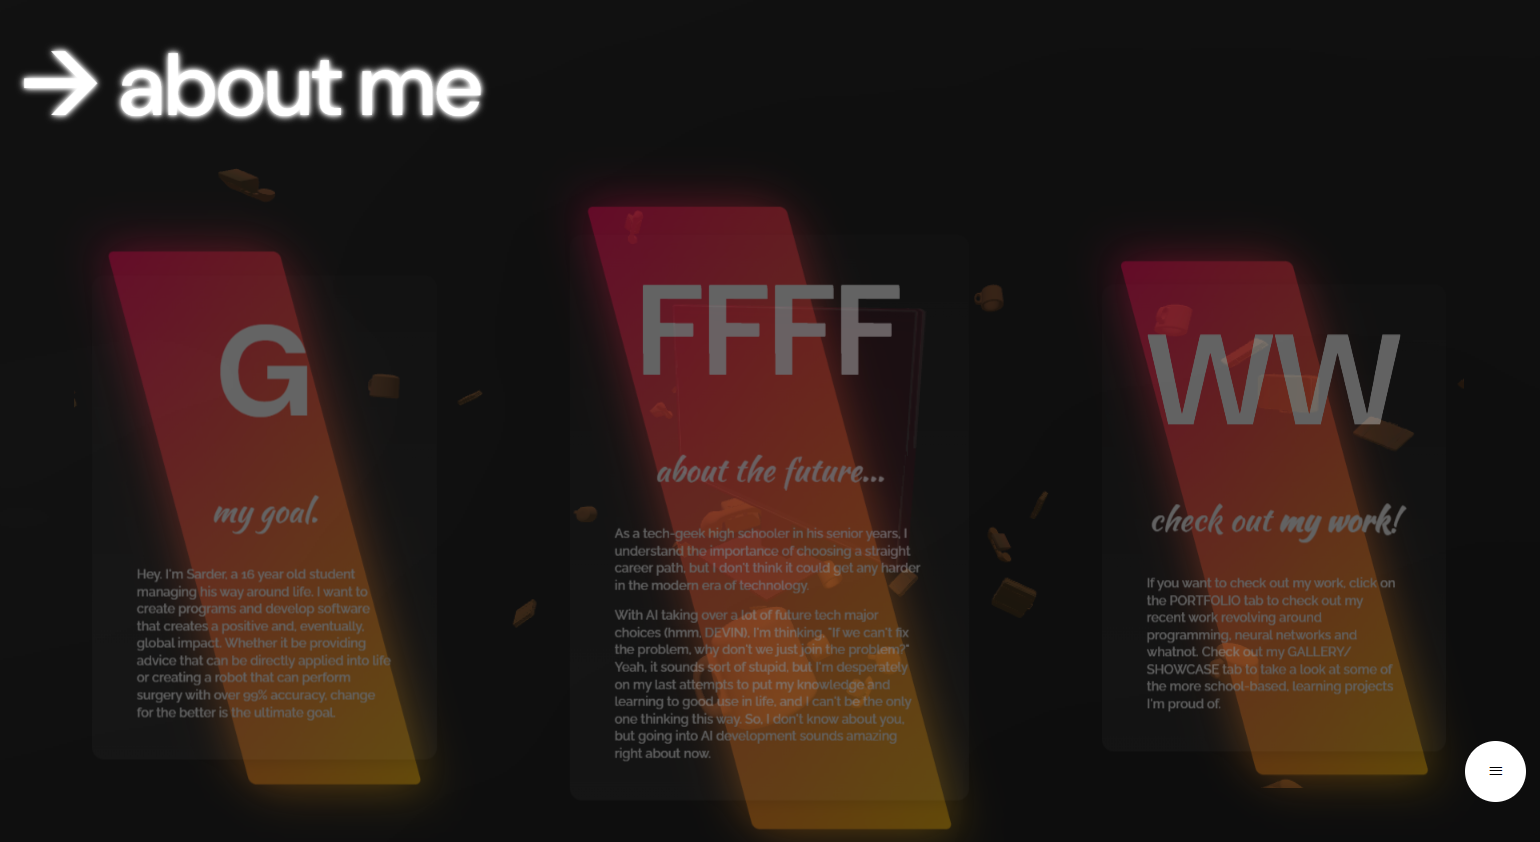 → about me
G
my goal.
Hey. I'm Sarder, a 16 year old student
managing his way around life. I want to
create programs and develop software
that creates a positive and, eventually,
global impact. Whether it be providing
advice that can be directly applied into life
or creating a robot that can perform
surgery with over 99% accuracy, change
for the better is the ultimate goal.
FFFF
about the future...
As a tech-geek high schooler in his senior years, I
understand the importance of choosing a straight
career path, but I don't think it could get any harder
in the modern era of technology.
With AI taking over a lot of future tech major
choices (hmm, DEVIN), I'm thinking, "If we can't fix
the problem, why don't we just join the problem?"
Yeah, it sounds sort of stupid, but I'm desperately
on my last attempts to put my knowledge and
learning to good use in life, and I can't be the only
one thinking this way. So, I don't know about you,
but going into AI development sounds amazing
right about now.
WW
check out my work!
If you want to check out my work, click on
the PORTFOLIO tab to check out my
recent work revolving around
programming, neural networks and
whatnot. Check out my GALLERY/
SHOWCASE tab to take a look at some of
the more school-based, learning projects
I'm proud of.